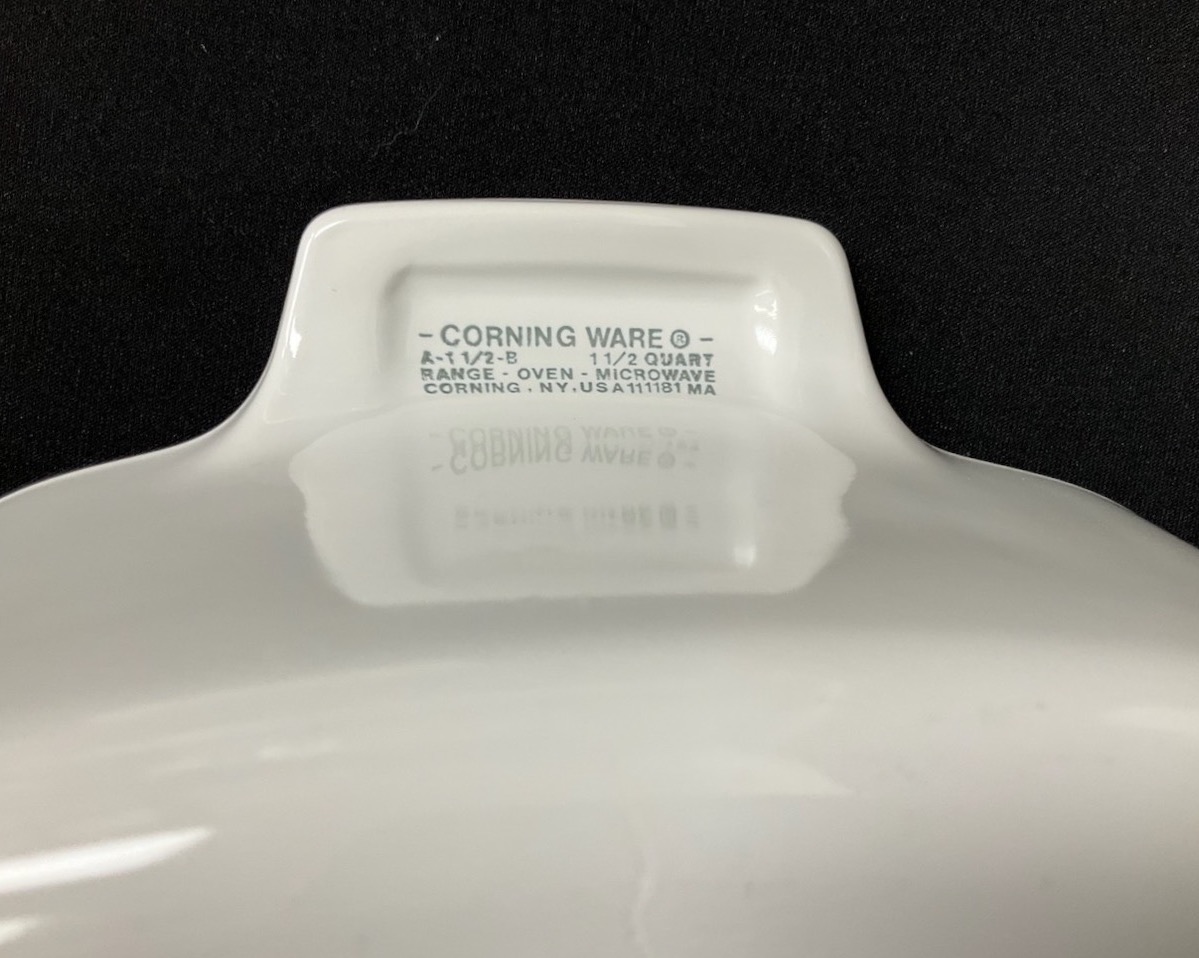 - CORNING WARE ® -
A-1 1/2-B 1 1/2 QUART
RANGE - OVEN - MICROWAVE
CORNING . NY . USA 111181 MA